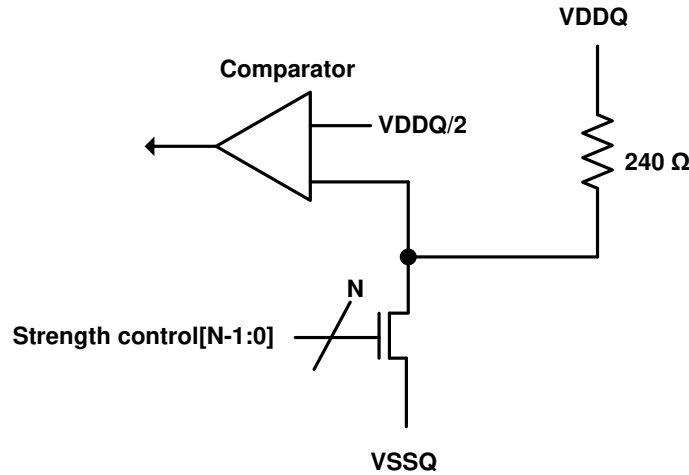 VDDQ
Comparator
VDDQ/2
240 Ω
N
Strength control[N-1:0]
VSSQ